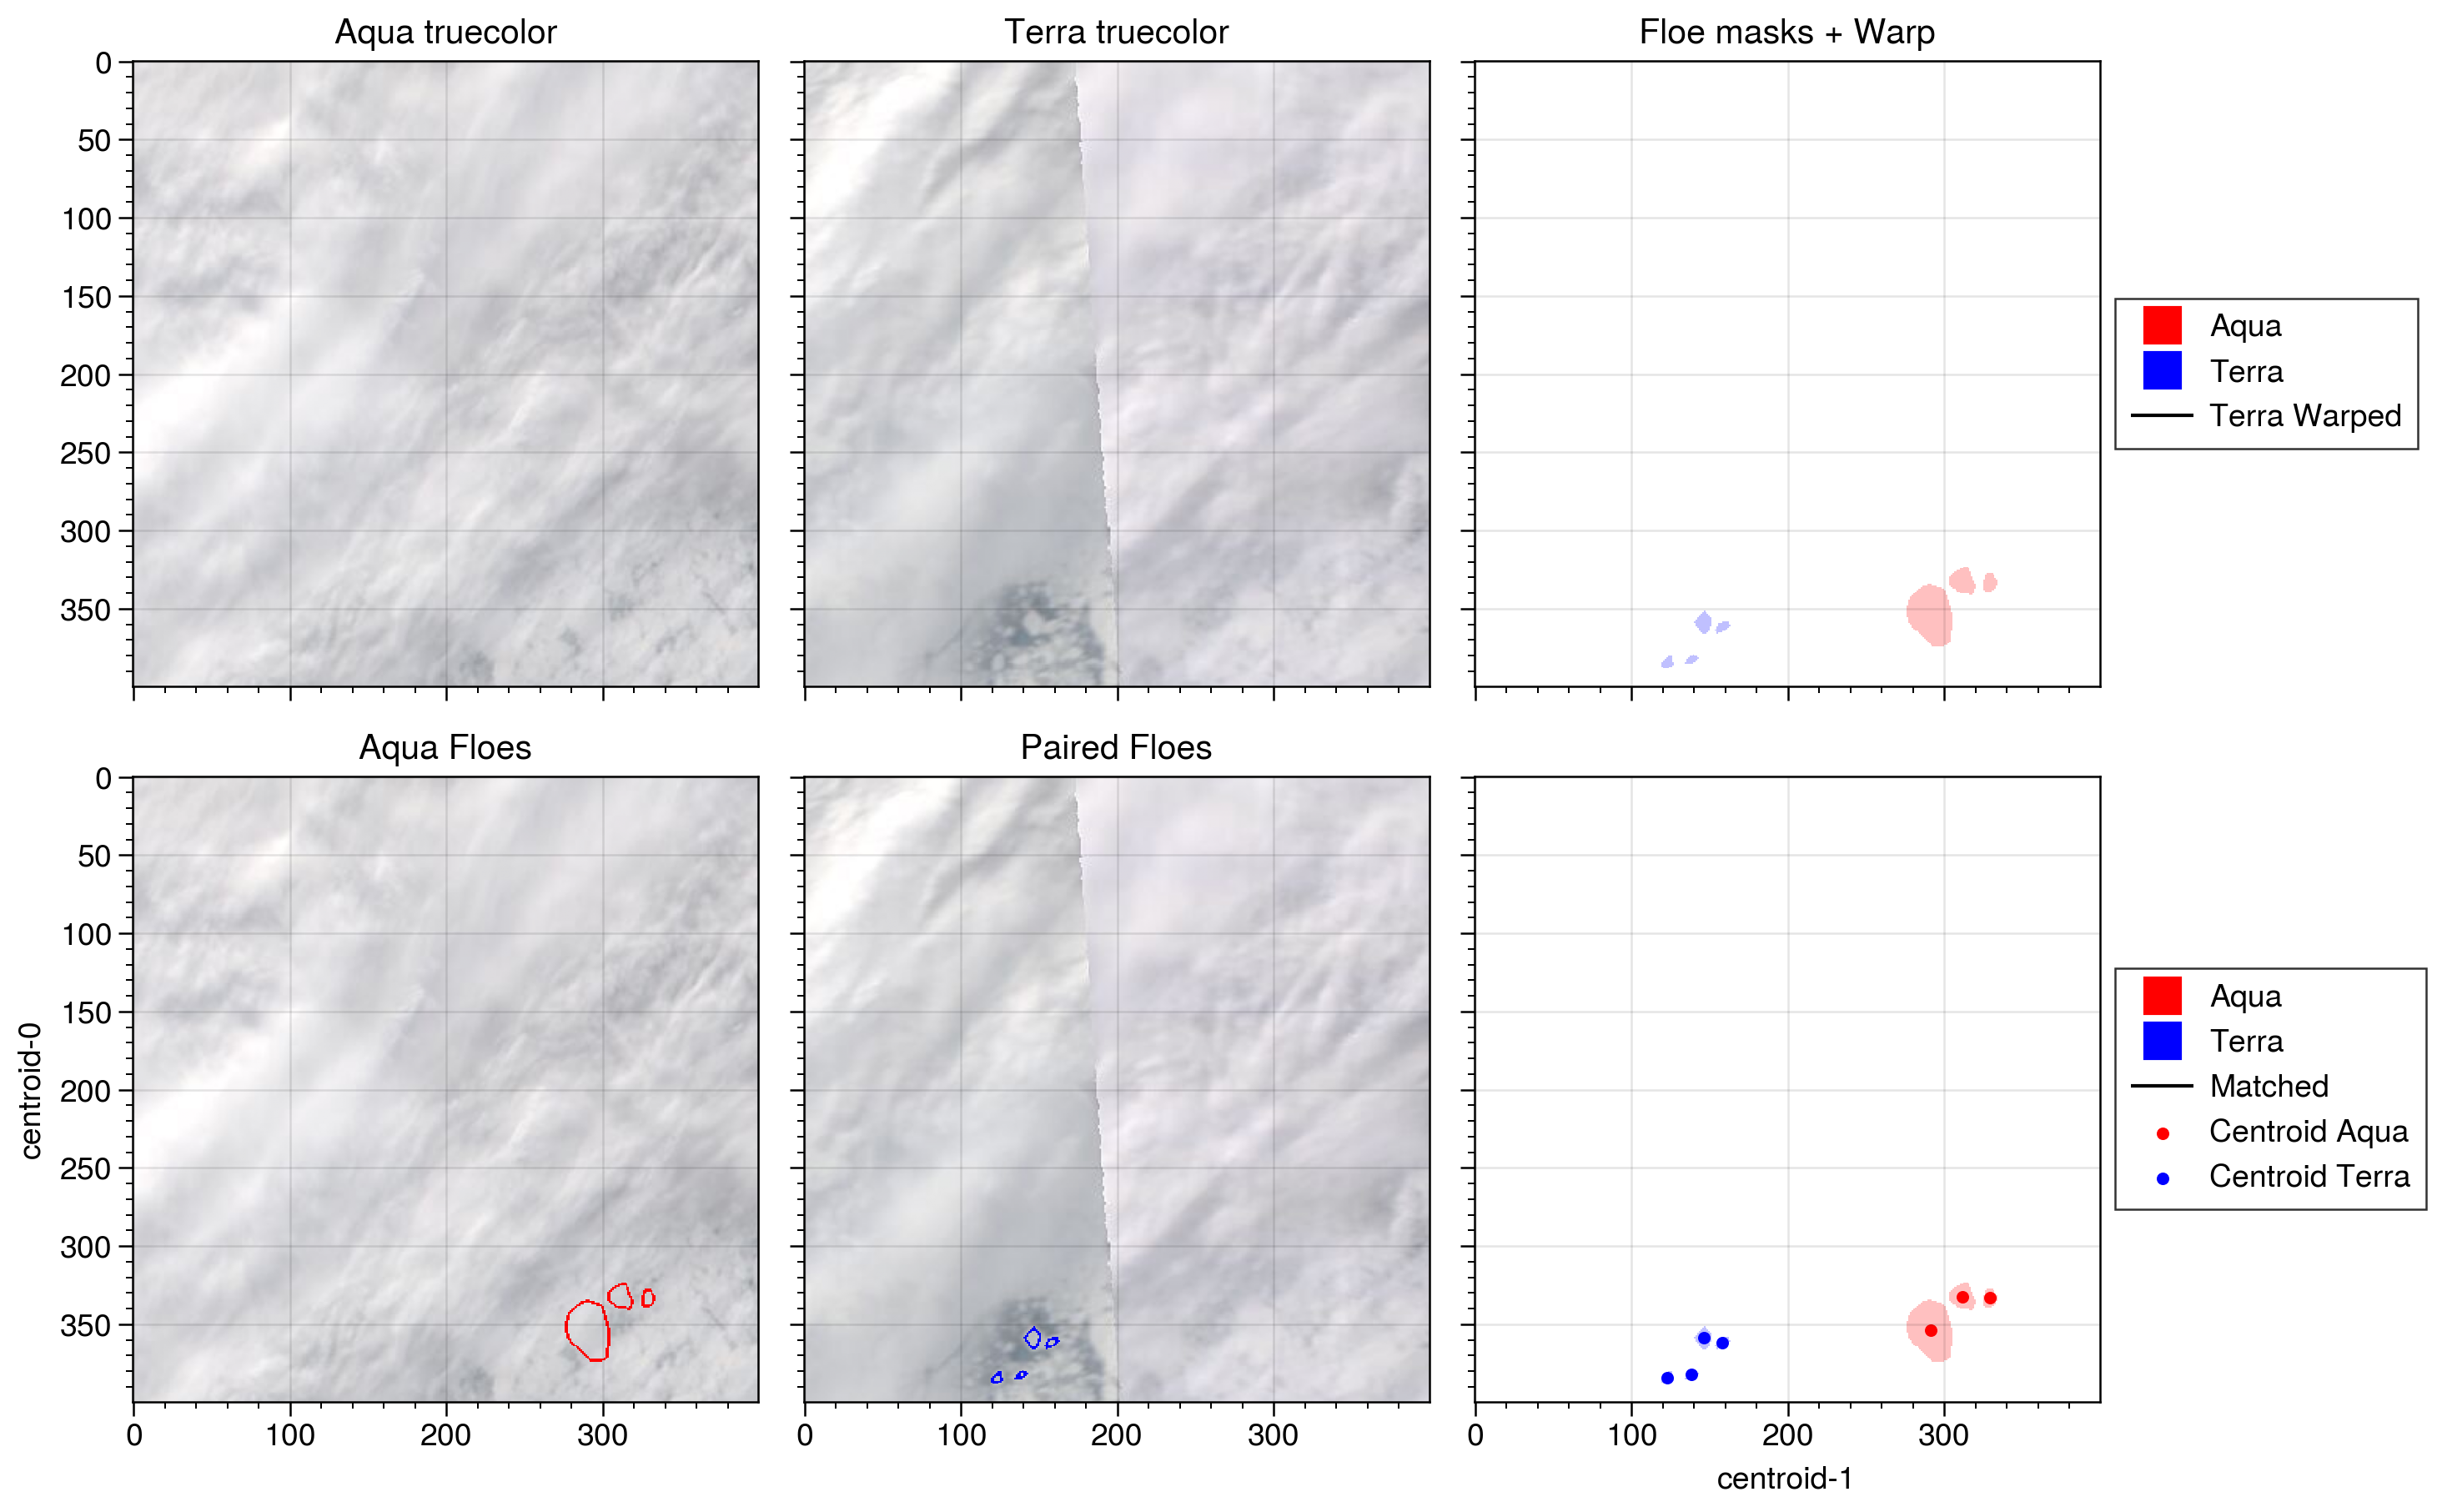 Aqua truecolor
Terra truecolor
Floe masks + Warp
0
50
100
150
200
250
300
350
Aqua
Terra
Terra Warped
Aqua Floes
Paired Floes
0
50
100
150
200
250
300
350
centroid-0
0
100
200
300
0
100
200
300
0
100
200
300
centroid-1
Aqua
Terra
Matched
Centroid Aqua
Centroid Terra